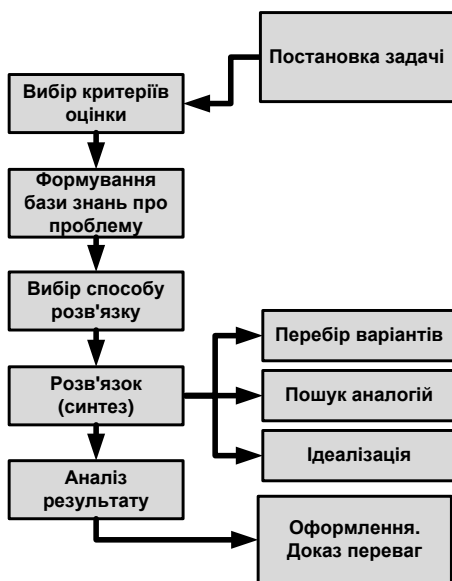 Постановка задачі
Вибір критеріїв
оцінки
Формування
бази знань про
проблему
Вибір способу
розв'язку
Розв'язок
(синтез)
Перебір варіантів
Пошук аналогій
Ідеалізація
Аналіз
результату
Оформлення.
Доказ переваг